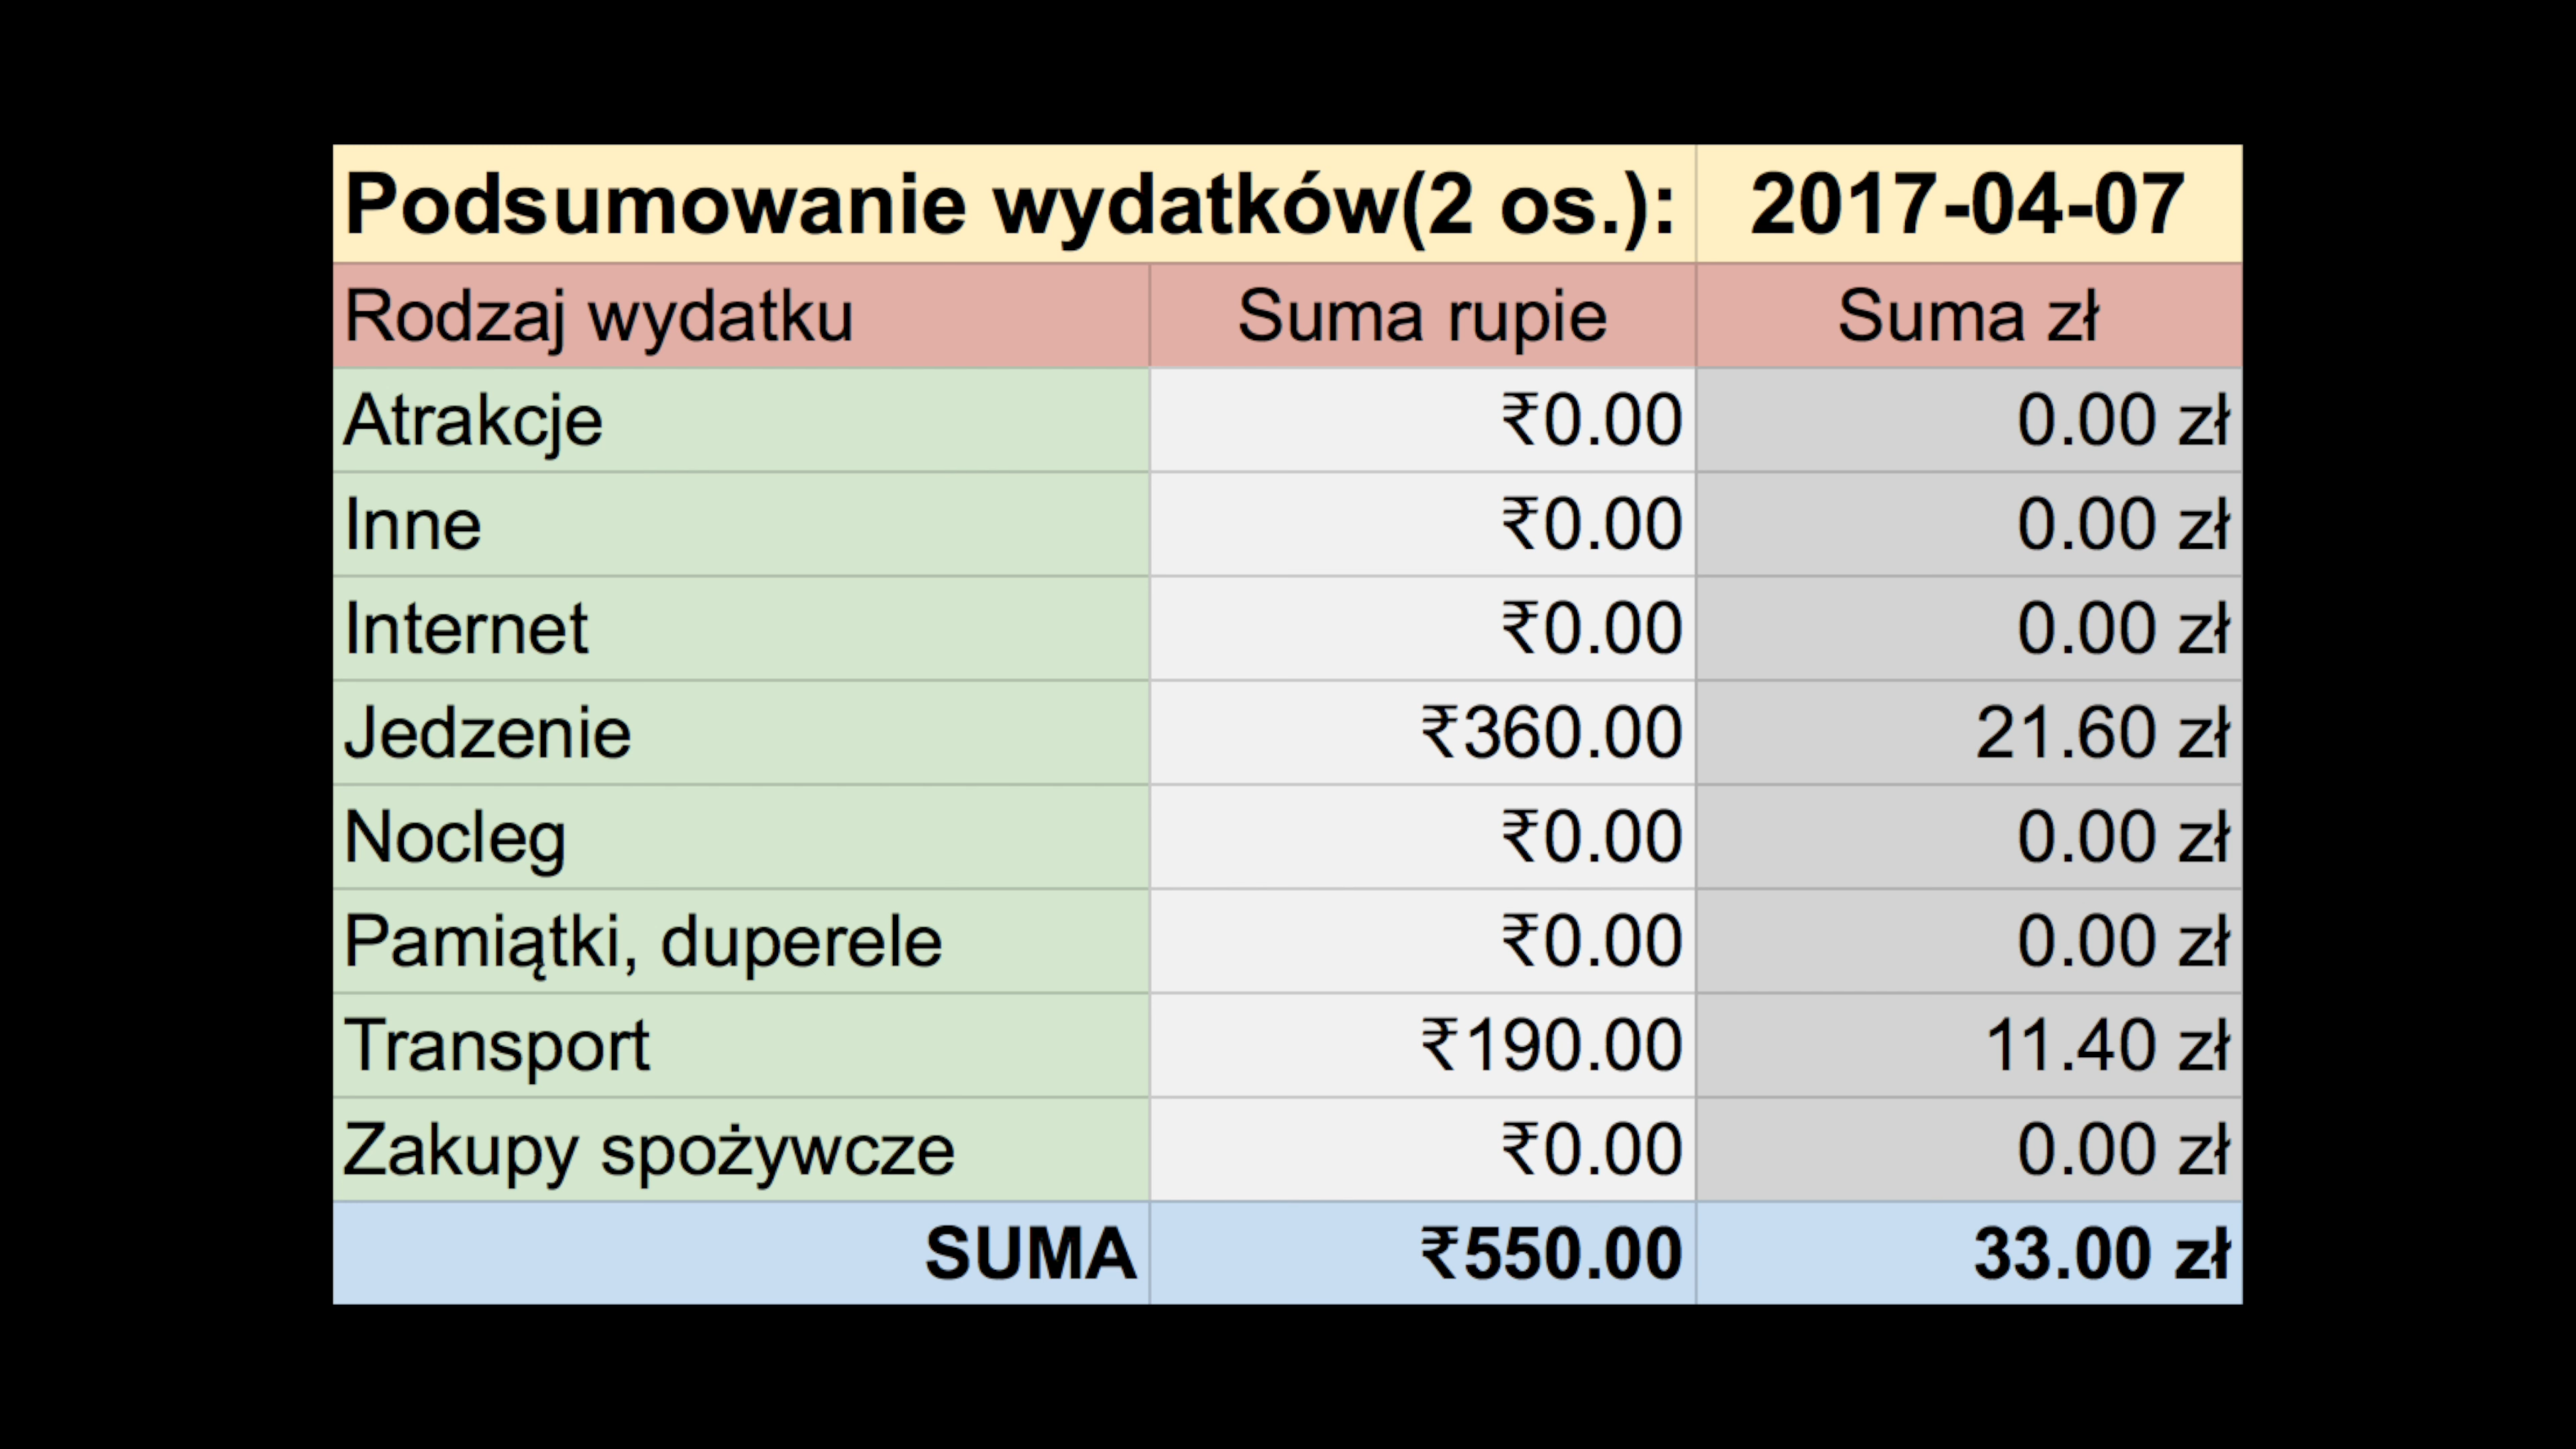 Podsumowanie wydatków(2 os.): 2017-04-07
Rodzaj wydatku Suma rupie Suma zł
Atrakcje ₹0.00 0.00 zł
Inne ₹0.00 0.00 zł
Internet ₹0.00 0.00 zł
Jedzenie ₹360.00 21.60 zł
Nocleg ₹0.00 0.00 zł
Pamiątki, duperele ₹0.00 0.00 zł
Transport ₹190.00 11.40 zł
Zakupy spożywcze ₹0.00 0.00 zł
SUMA ₹550.00 33.00 zł